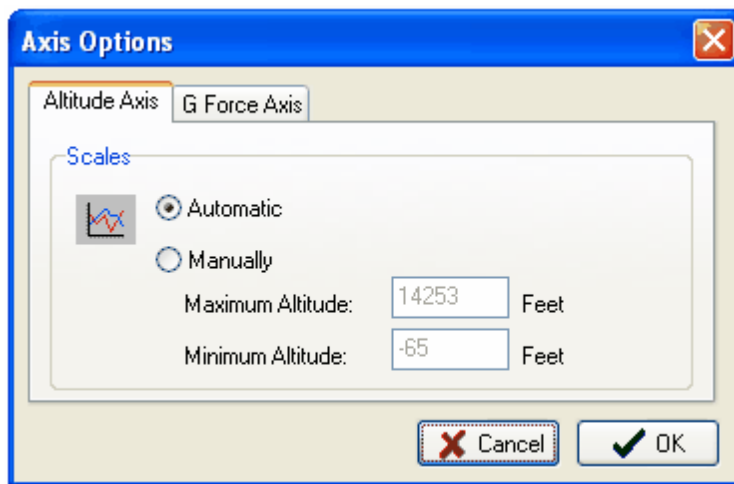 Axis Options
Altitude Axis G Force Axis
Scales
Automatic
Manually
Maximum Altitude: 14253 Feet
Minimum Altitude: -65 Feet
Cancel OK